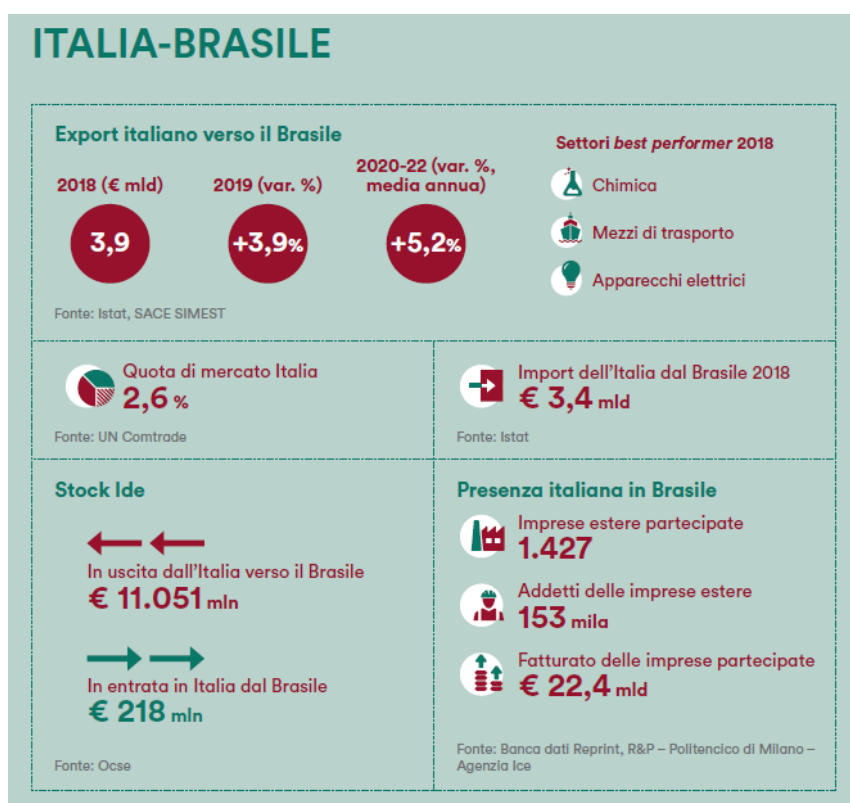 ITALIA-BRASILE
Export italiano verso il Brasile
2018 (€ mld)
3,9
2019 (var. %)
+3,9%
2020-22 (var. %,
media annua)
+5,2%
Settori best performer 2018
Chimica
Mezzi di trasporto
Apparecchi elettrici
Fonte: Istat, SACE SIMEST
Quota di mercato Italia
2,6 %
Fonte: UN Comtrade
Import dell'Italia dal Brasile 2018
€ 3,4 mld
Fonte: Istat
Stock Ide
In uscita dall'Italia verso il Brasile
€ 11.051 mln
In entrata in Italia dal Brasile
€ 218 mln
Fonte: Ocse
Presenza italiana in Brasile
Imprese estere partecipate
1.427
Addetti delle imprese estere
153 mila
Fatturato delle imprese partecipate
€ 22,4 mld
Fonte: Banca dati Reprint, R&P – Politencico di Milano –
Agenzia Ice